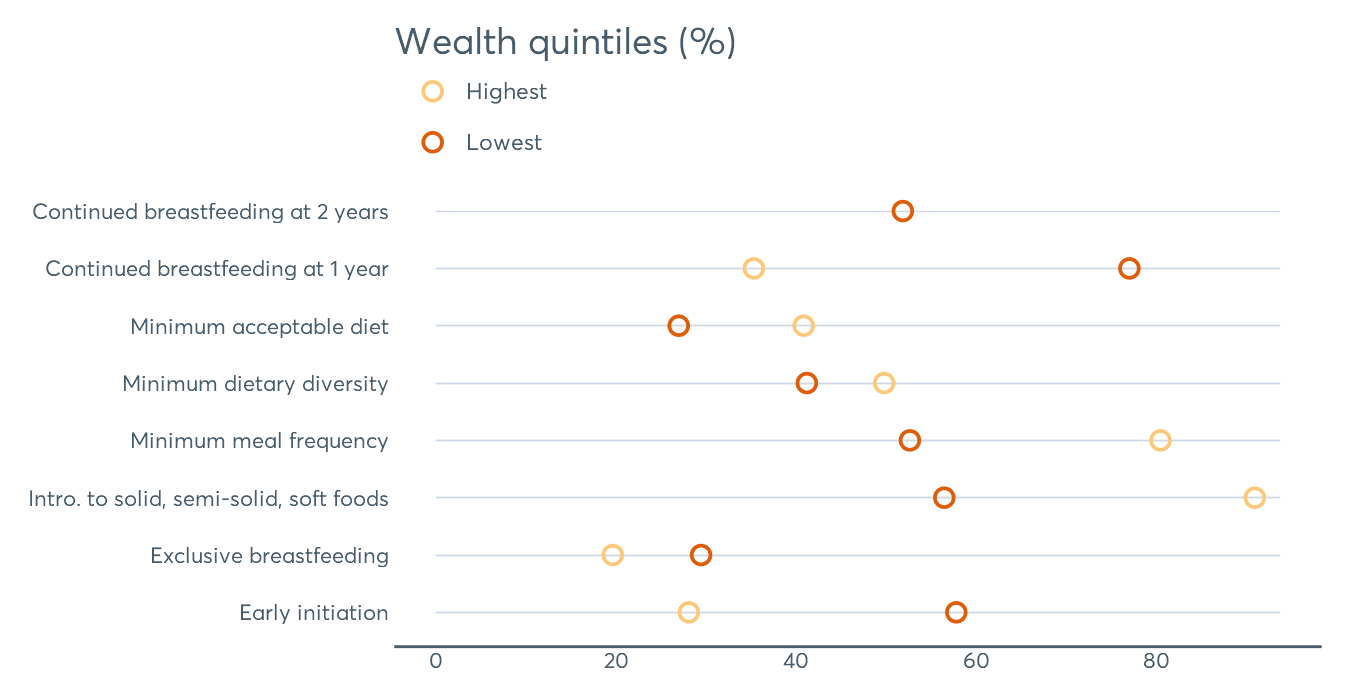 Wealth quintiles (%)
Highest
Lowest
Continued breastfeeding at 2 years
Continued breastfeeding at 1 year
Minimum acceptable diet
Minimum dietary diversity
Minimum meal frequency
Intro. to solid, semi-solid, soft foods
Exclusive breastfeeding
Early initiation
0 20 40 60 80